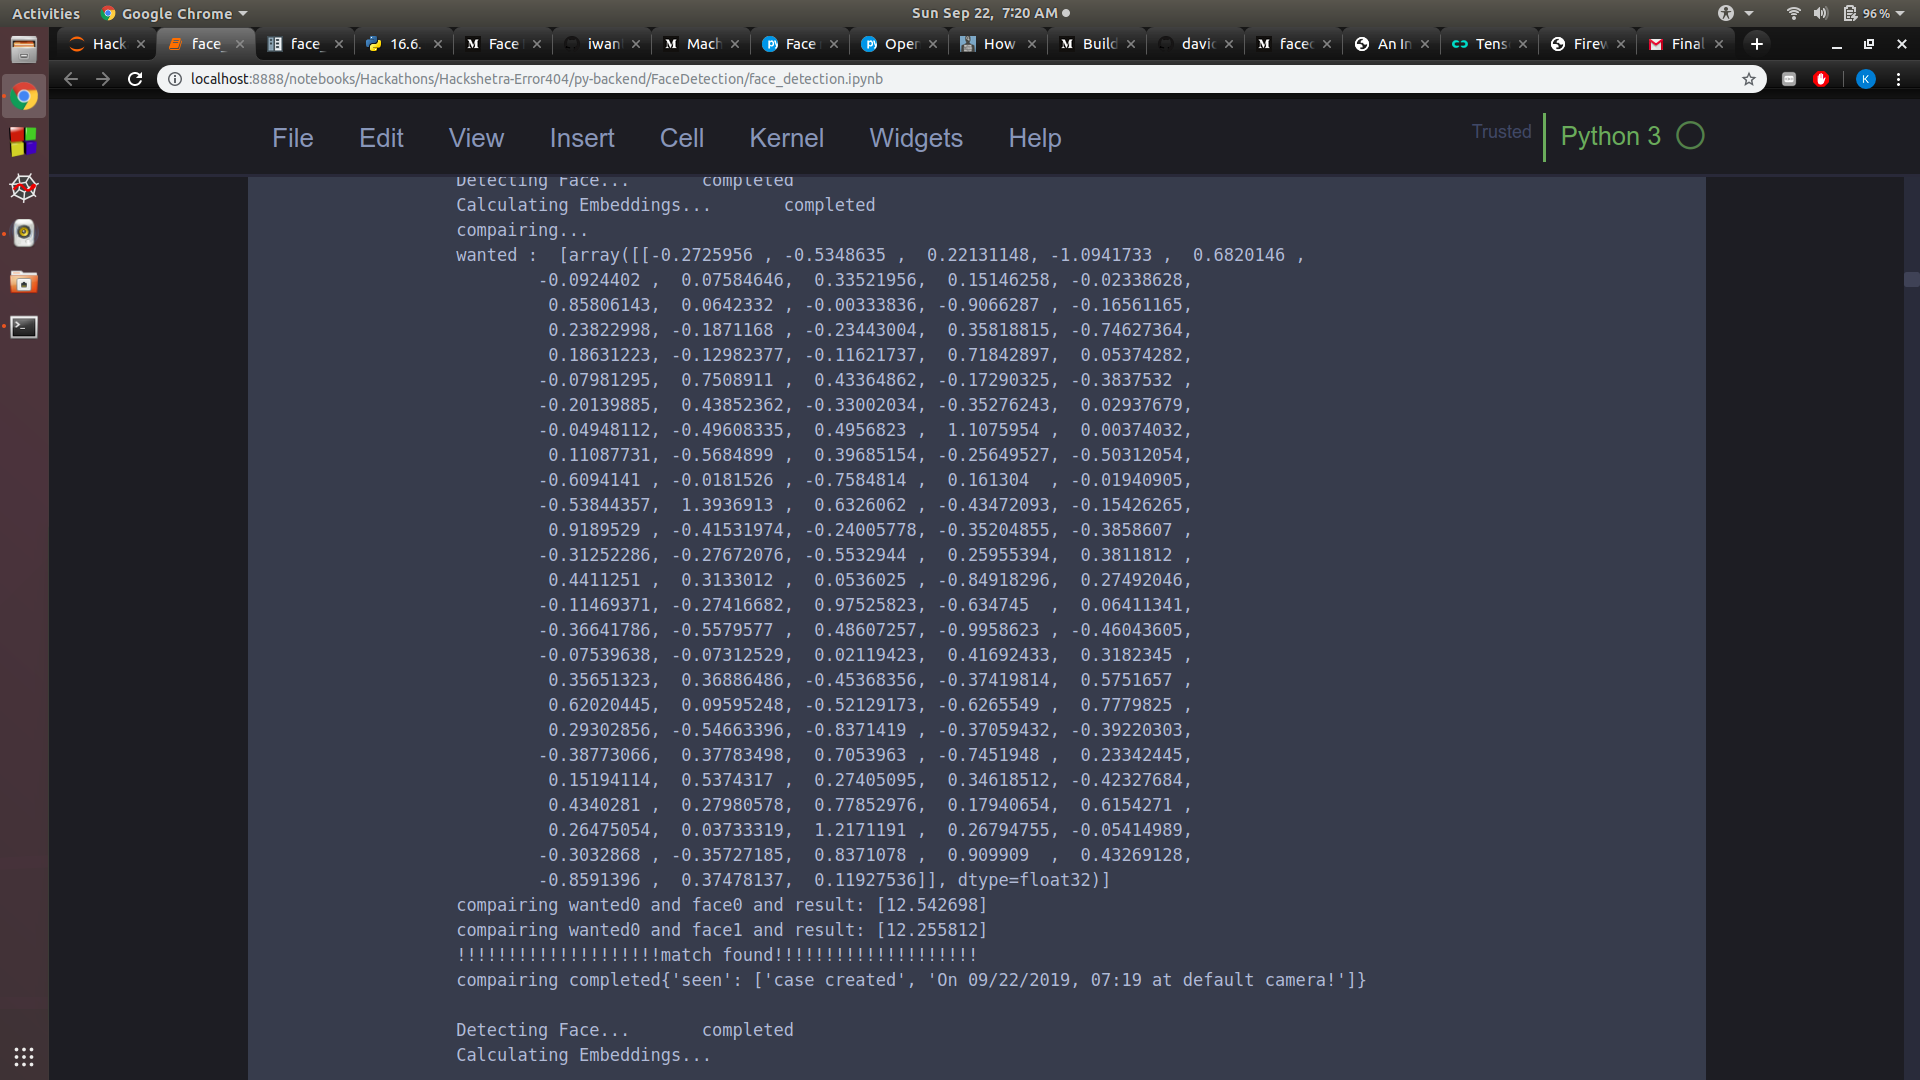 Activities Google Chrome Sun Sep 22, 7:20 AM 96%
Hack face_ face_ 16.6. Face iwan Mach Face Open How Build davi face An In Tens Firew Final
localhost:8888/notebooks/Hackathons/Hackshetra-Error404/py-backend/FaceDetection/face_detection.ipynb K
File Edit View Insert Cell Kernel Widgets Help Trusted Python 3
Detecting Face... completed
Calculating Embeddings... completed
compairing...
wanted : [array([[-0.2725956 , -0.5348635 , 0.22131148, -1.0941733 , 0.6820146 ,
-0.0924402 , 0.07584646, 0.33521956, 0.15146258, -0.02338628,
0.85806143, 0.0642332 , -0.00333836, -0.9066287 , -0.16561165,
0.23822998, -0.1871168 , -0.23443004, 0.35818815, -0.74627364,
0.18631223, -0.12982377, -0.11621737, 0.71842897, 0.05374282,
-0.07981295, 0.7508911 , 0.43364862, -0.17290325, -0.3837532 ,
-0.20139885, 0.43852362, -0.33002034, -0.35276243, 0.02937679,
-0.04948112, -0.49608335, 0.4956823 , 1.1075954 , 0.00374032,
0.11087731, -0.5684899 , 0.39685154, -0.25649527, -0.50312054,
-0.6094141 , -0.0181526 , -0.7584814 , 0.161304 , -0.01940905,
-0.53844357, 1.3936913 , 0.6326062 , -0.43472093, -0.15426265,
0.9189529 , -0.41531974, -0.24005778, -0.35204855, -0.3858607 ,
-0.31252286, -0.27672076, -0.5532944 , 0.25955394, 0.3811812 ,
0.4411251 , 0.3133012 , 0.0536025 , -0.84918296, 0.27492046,
-0.11469371, -0.27416682, 0.97525823, -0.634745 , 0.06411341,
-0.36641786, -0.5579577 , 0.48607257, -0.9958623 , -0.46043605,
-0.07539638, -0.07312529, 0.02119423, 0.41692433, 0.3182345 ,
0.35651323, 0.36886486, -0.45368356, -0.37419814, 0.5751657 ,
0.62020445, 0.09595248, -0.52129173, -0.6265549 , 0.7779825 ,
0.29302856, -0.54663396, -0.8371419 , -0.37059432, -0.39220303,
-0.38773066, 0.37783498, 0.7053963 , -0.7451948 , 0.23342445,
0.15194114, 0.5374317 , 0.27405095, 0.34618512, -0.42327684,
0.4340281 , 0.27980578, 0.77852976, 0.17940654, 0.6154271 ,
0.26475054, 0.03733319, 1.2171191 , 0.26794755, -0.05414989,
-0.3032868 , -0.35727185, 0.8371078 , 0.909909 , 0.43269128,
-0.8591396 , 0.37478137, 0.11927536]], dtype=float32)]
compairing wanted0 and face0 and result: [12.542698]
compairing wanted0 and face1 and result: [12.255812]
!!!!!!!!!!!!!!!!!!!!match found!!!!!!!!!!!!!!!!!!!!
compairing completed{'seen': ['case created', 'On 09/22/2019, 07:19 at default camera!']}
Detecting Face... completed
Calculating Embeddings...